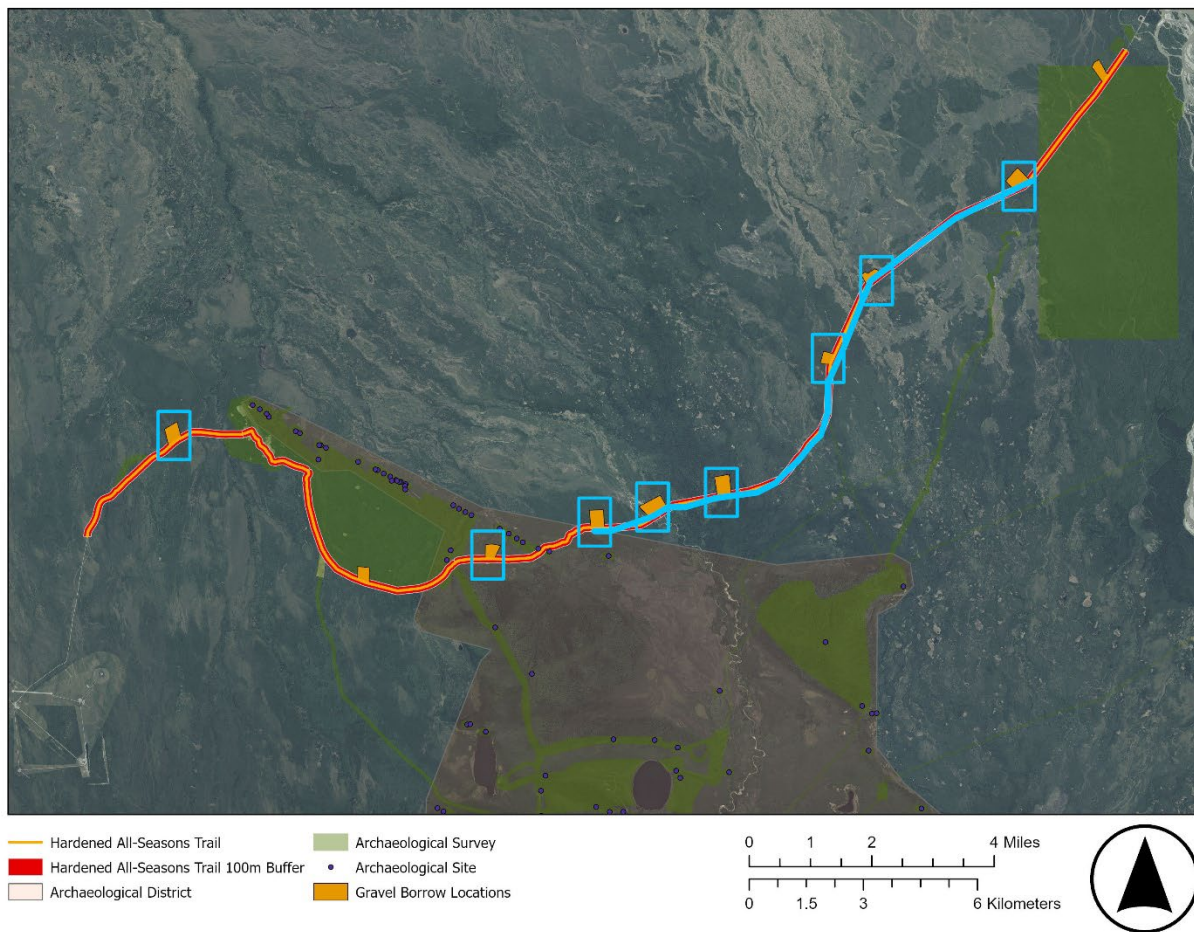 Hardened All-Seasons Trail
Hardened All-Seasons Trail 100m Buffer
Archaeological District
Archaeological Survey
Archaeological Site
Gravel Borrow Locations
0 1 2 4 Miles
0 1.5 3 6 Kilometers